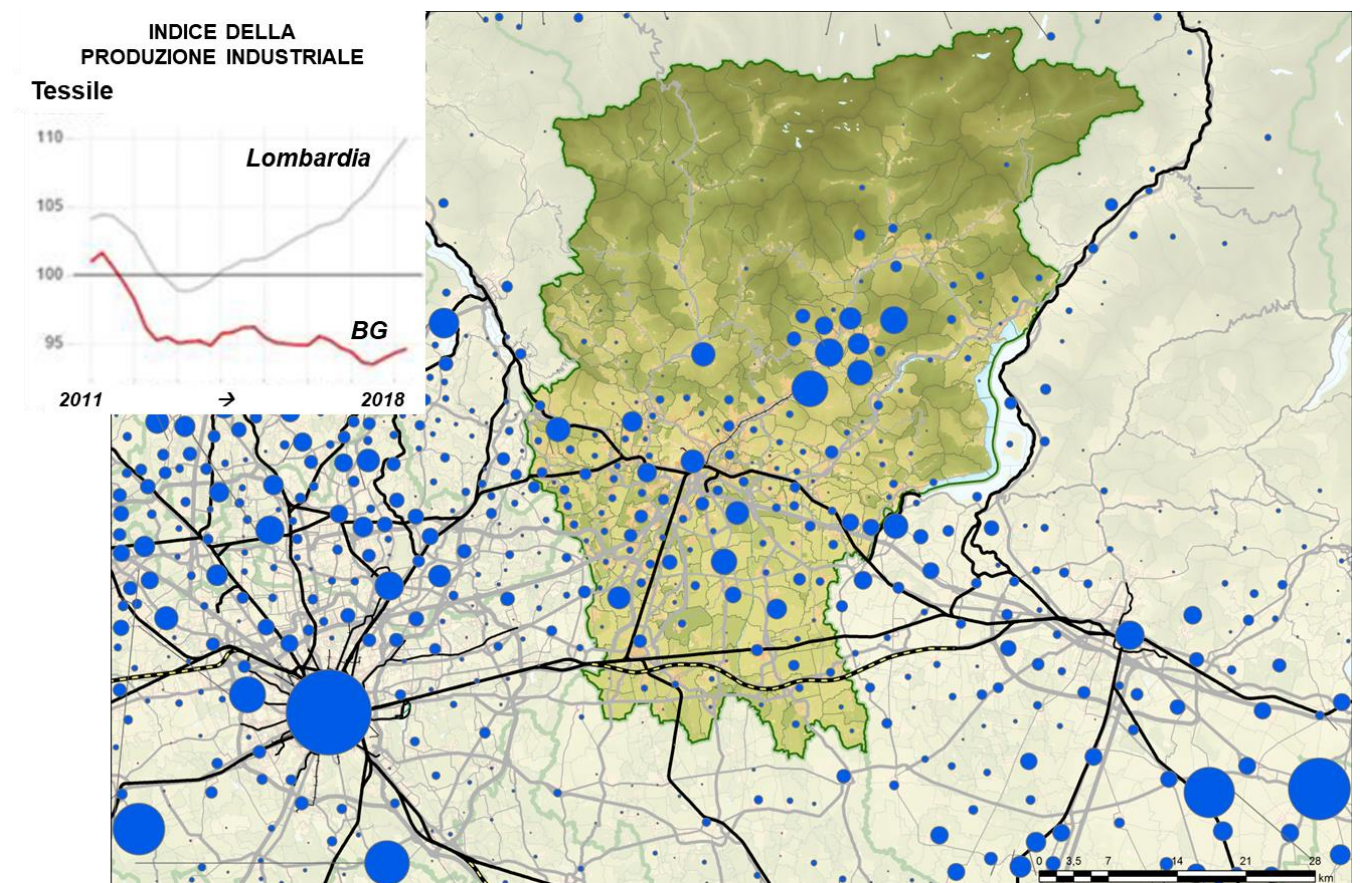 INDICE DELLA
PRODUZIONE INDUSTRIALE
Tessile
110
Lombardia
105
100
BG
95
2011 → 2018
0 3,5 7 14 21 28
km